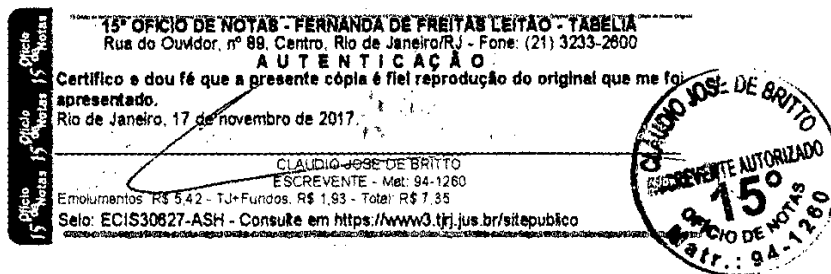 15º OFÍCIO DE NOTAS - FERNANDA DE FREITAS LEITÃO - TABELIÃ
Rua do Ouvidor, nº 89, Centro, Rio de Janeiro/RJ - Fone: (21) 3233-2600
AUTENTICAÇÃO
Certifico e dou fé que a presente cópia é fiel reprodução do original que me foi
apresentado.
Rio de Janeiro, 17 de novembro de 2017.
CLAUDIO JOSE DE BRITTO
ESCREVENTE - Mat: 94-1260
Emolumentos R$ 5,42 - TJ+Fundos. R$ 1,93 - Total: R$ 7,35
Selo: ECIS30627-ASH - Consulte em https://www3.tjrj.jus.br/sitepublico
15º Ofício de Notas
15º Ofício de Notas
15º Ofício de Notas
CLAUDIO JOSE DE BRITTO
ESCREVENTE AUTORIZADO
15º
OFÍCIO DE NOTAS
Matr.: 94-1260